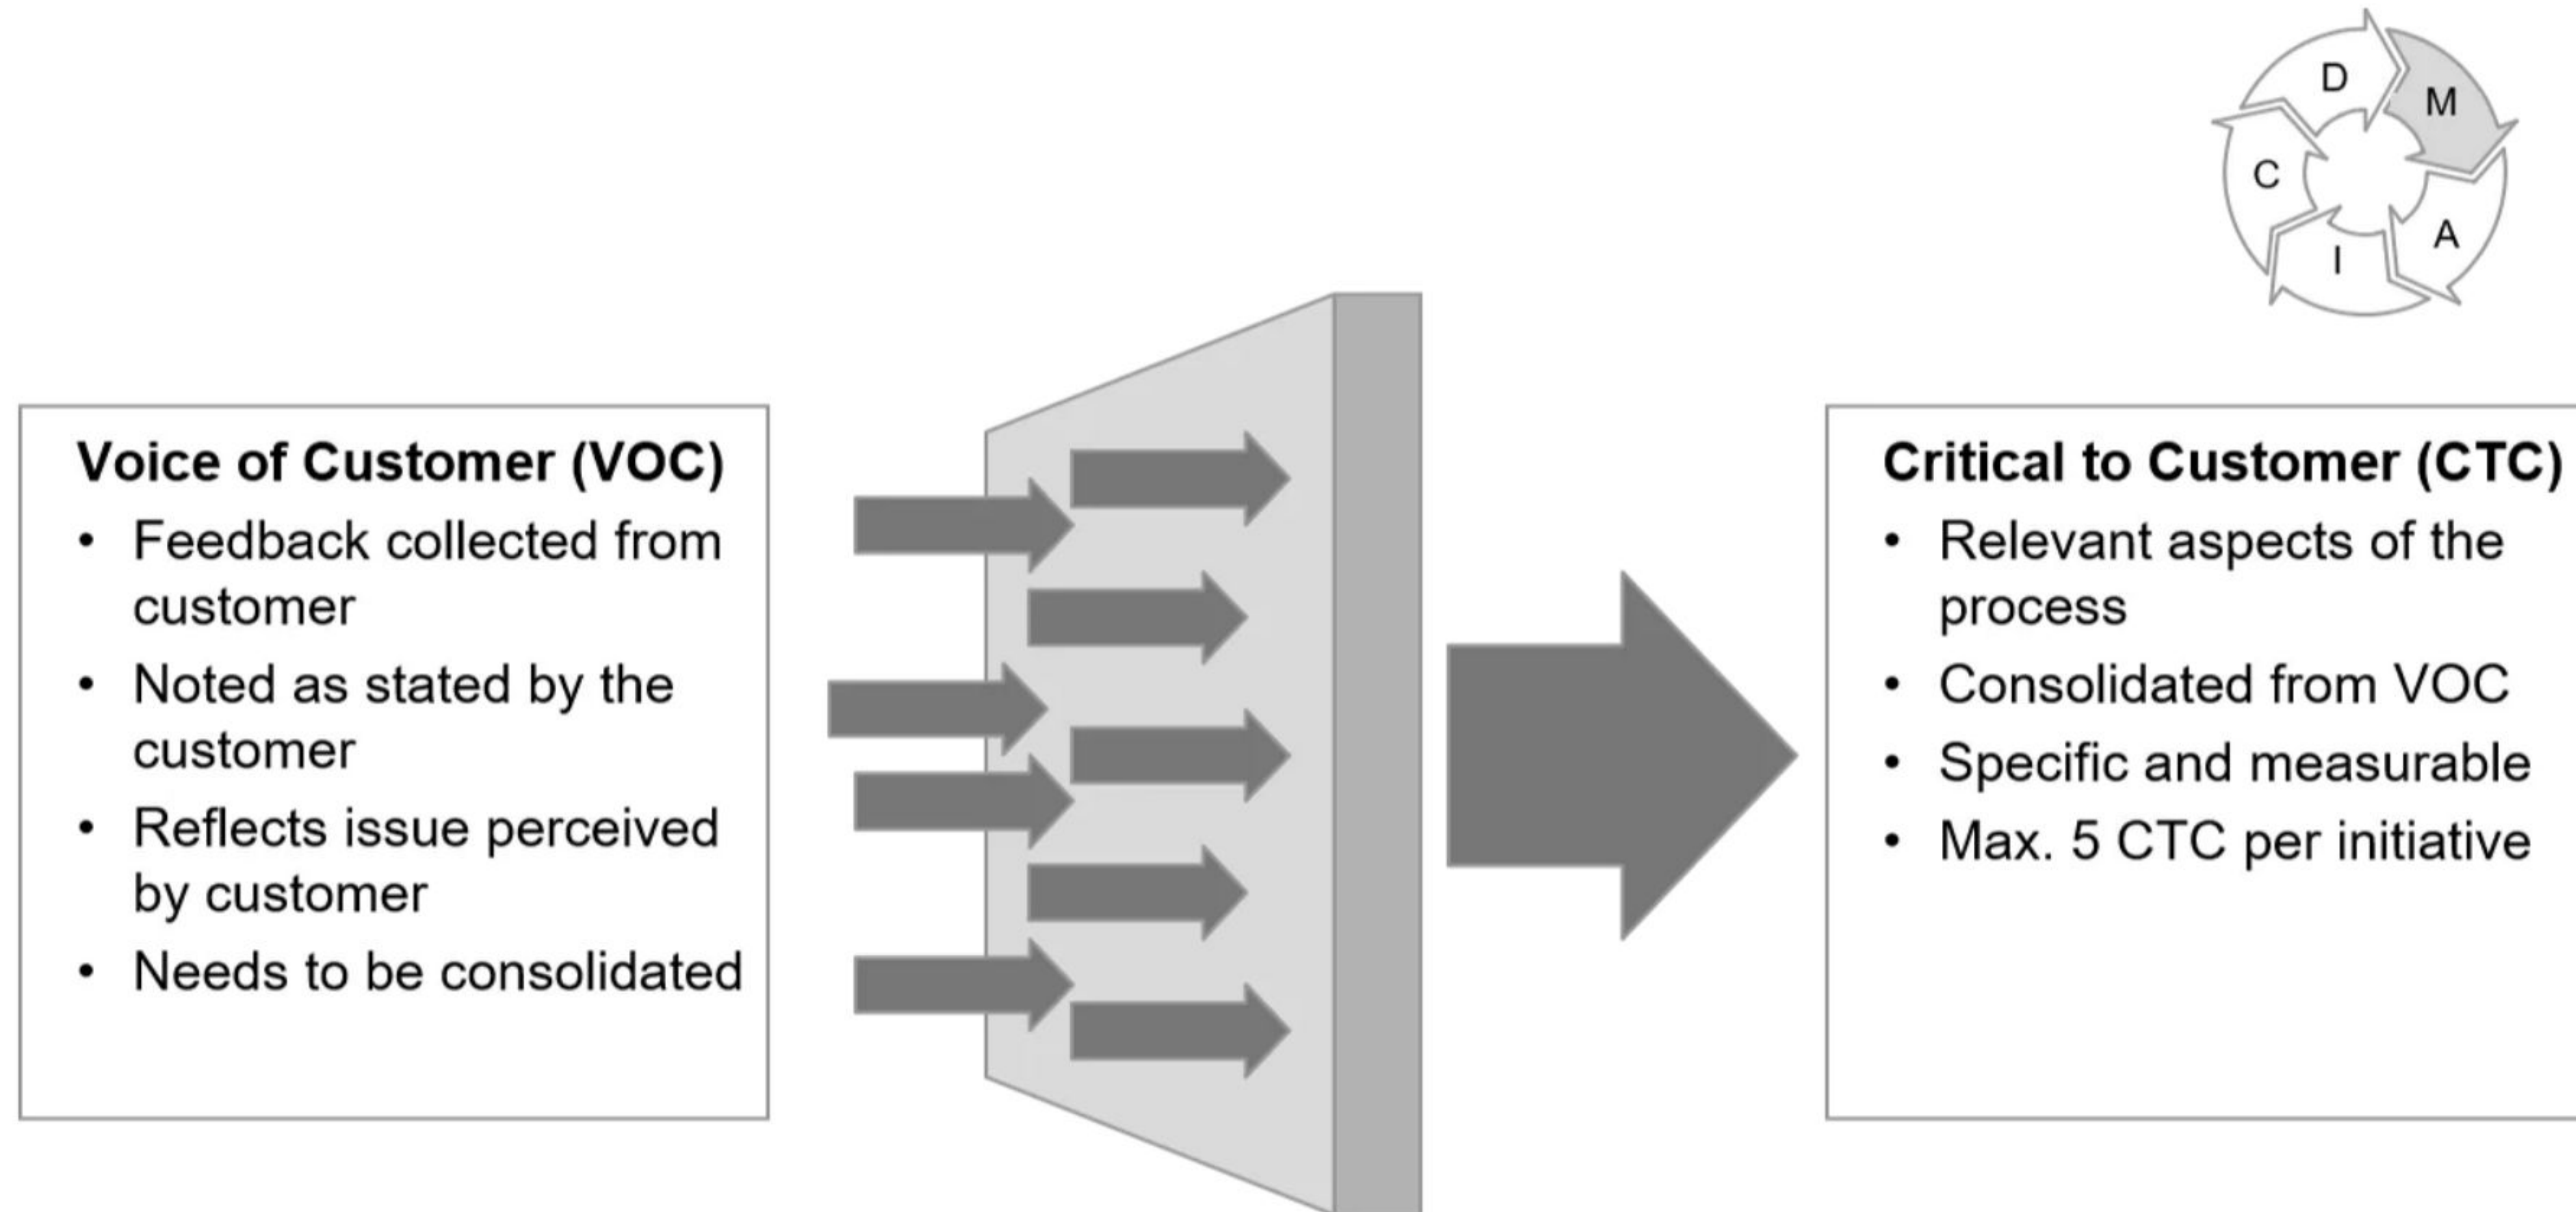 D
M
C
A
I
Voice of Customer (VOC)
• Feedback collected from
customer
• Noted as stated by the
customer
• Reflects issue perceived
by customer
• Needs to be consolidated
Critical to Customer (CTC)
• Relevant aspects of the
process
• Consolidated from VOC
• Specific and measurable
• Max. 5 CTC per initiative